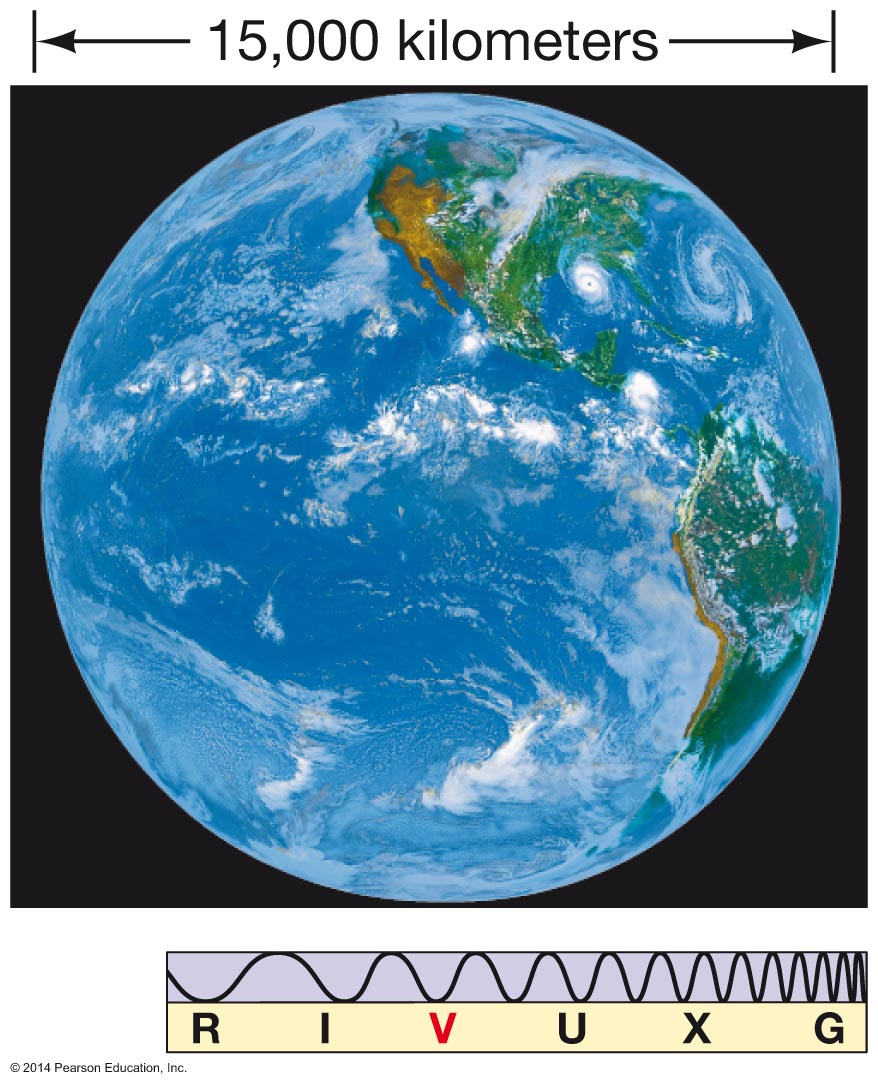 15,000 kilometers
R I V U X G
© 2014 Pearson Education, Inc.